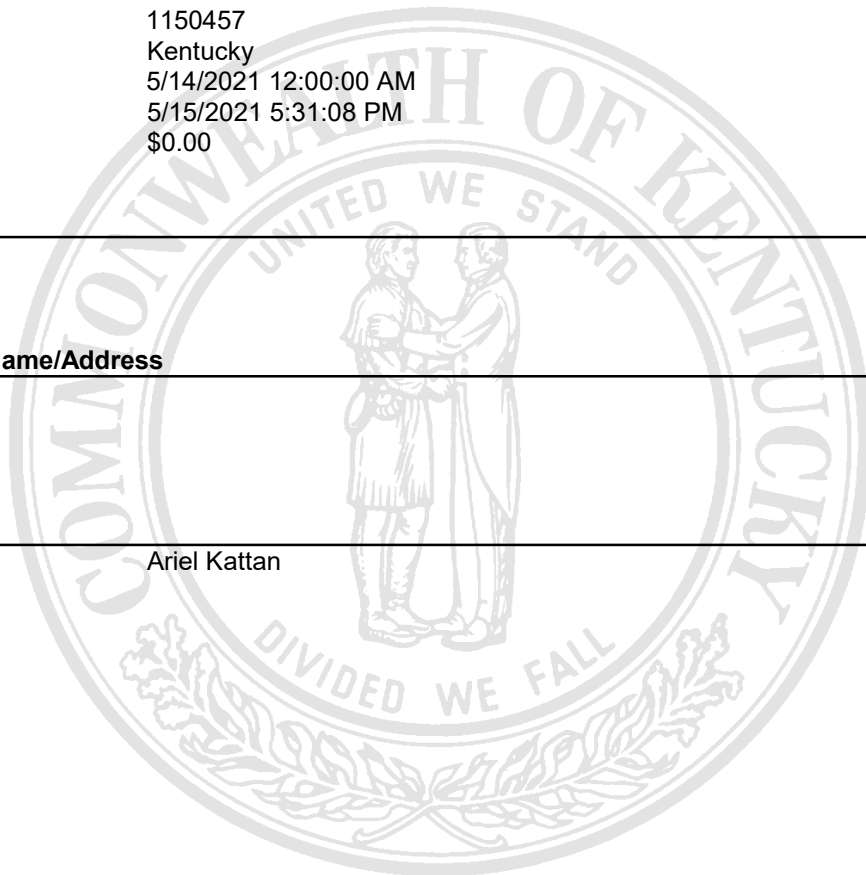 1150457
Kentucky
5/14/2021 12:00:00 AM
5/15/2021 5:31:08 PM
$0.00
COMMONWEALTH OF KENTUCKY
UNITED WE STAND
ame/Address
Ariel Kattan
DIVIDED WE FALL